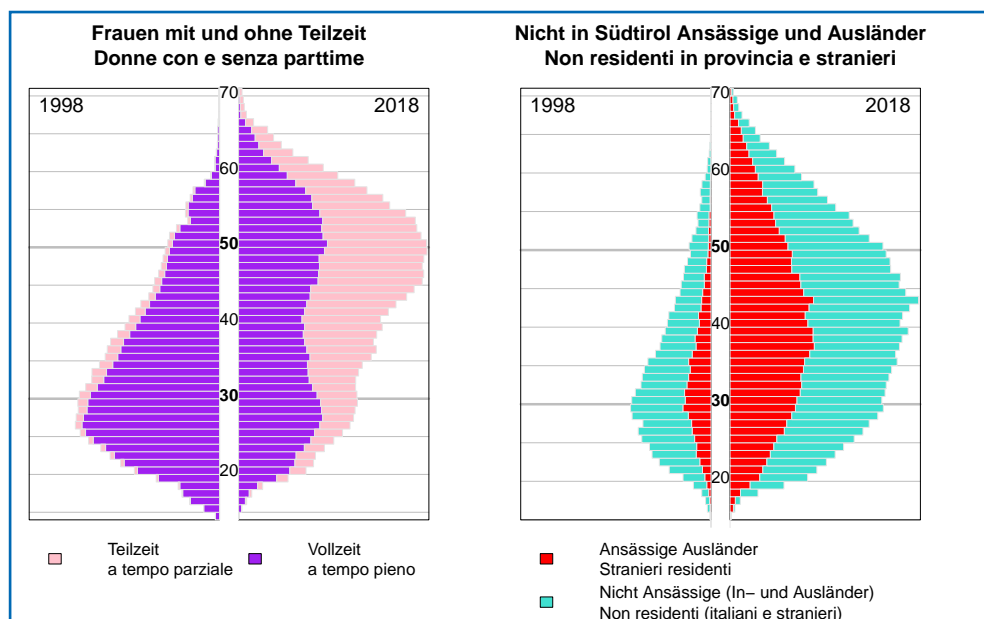 Frauen mit und ohne Teilzeit
Donne con e senza parttime
1998
2018
70
60
50
40
30
20
Teilzeit
a tempo parziale
Vollzeit
a tempo pieno
Nicht in Südtirol Ansässige und Ausländer
Non residenti in provincia e stranieri
1998
2018
70
60
50
40
30
20
Ansässige Ausländer
Stranieri residenti
Nicht Ansässige (In– und Ausländer)
Non residenti (italiani e stranieri)